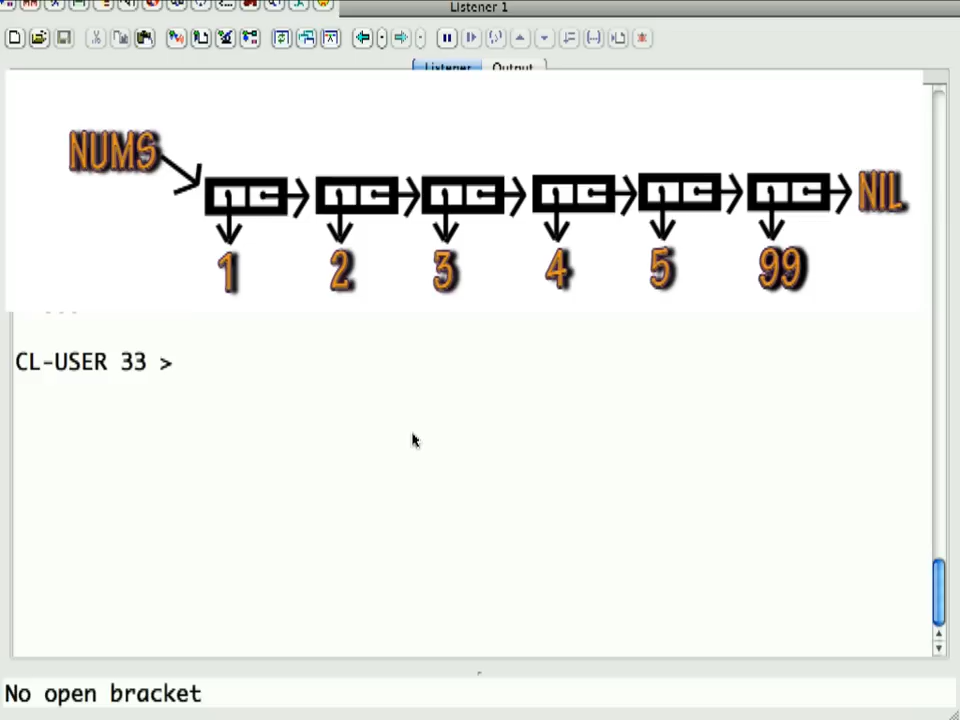 Listener 1
Listener Output
NUMS
NIL
1 2 3 4 5 99
CL-USER 33 >
No open bracket